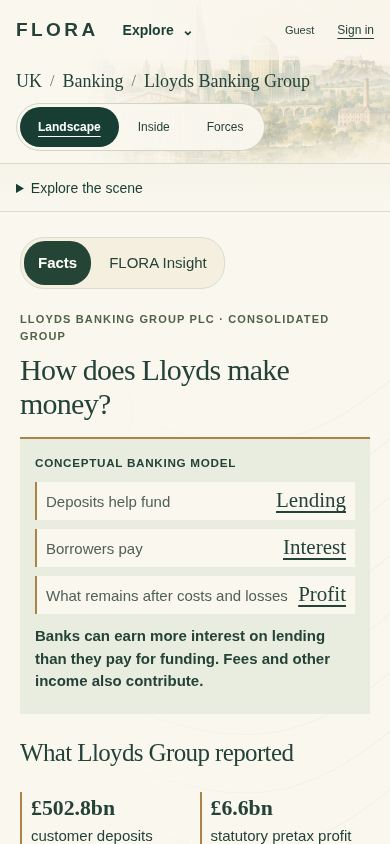 FLORA Explore Guest Sign in
UK / Banking / Lloyds Banking Group
Landscape Inside Forces
Explore the scene
Facts FLORA Insight
LLOYDS BANKING GROUP PLC · CONSOLIDATED
GROUP
How does Lloyds make
money?
CONCEPTUAL BANKING MODEL
Deposits help fund Lending
Borrowers pay Interest
What remains after costs and losses Profit
Banks can earn more interest on lending
than they pay for funding. Fees and other
income also contribute.
What Lloyds Group reported
£502.8bn £6.6bn
customer deposits statutory pretax profit